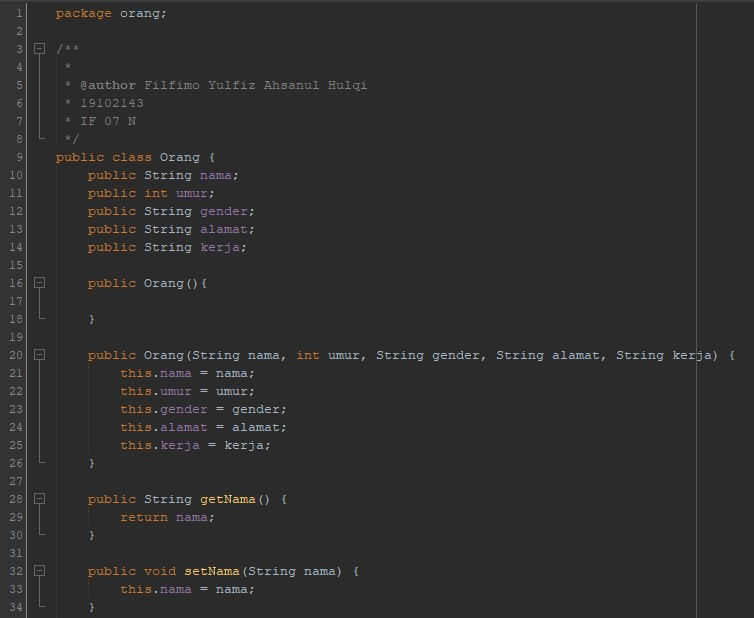 1 package orang;
2
3 /**
4 *
5 * @author Filfimo Yulfiz Ahsanul Hulqi
6 * 19102143
7 * IF 07 N
8 */
9 public class Orang {
10 public String nama;
11 public int umur;
12 public String gender;
13 public String alamat;
14 public String kerja;
15
16 public Orang(){
17
18 }
19
20 public Orang(String nama, int umur, String gender, String alamat, String kerja) {
21 this.nama = nama;
22 this.umur = umur;
23 this.gender = gender;
24 this.alamat = alamat;
25 this.kerja = kerja;
26 }
27
28 public String getNama() {
29 return nama;
30 }
31
32 public void setNama(String nama) {
33 this.nama = nama;
34 }